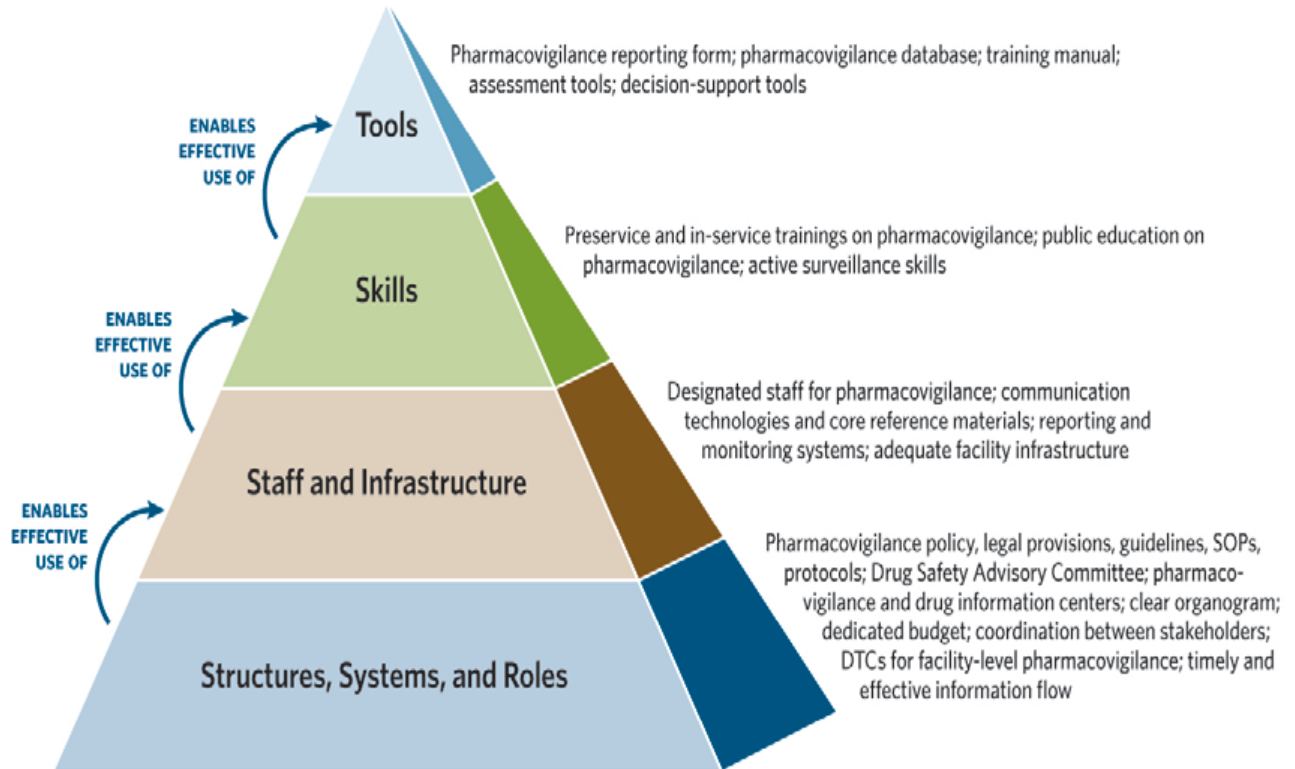 Pharmacovigilance reporting form; pharmacovigilance database; training manual;
assessment tools; decision-support tools
Tools
ENABLES
EFFECTIVE
USE OF
Preservice and in-service trainings on pharmacovigilance; public education on
pharmacovigilance; active surveillance skills
Skills
ENABLES
EFFECTIVE
USE OF
Designated staff for pharmacovigilance; communication
technologies and core reference materials; reporting and
monitoring systems; adequate facility infrastructure
Staff and Infrastructure
ENABLES
EFFECTIVE
USE OF
Pharmacovigilance policy, legal provisions, guidelines, SOPs,
protocols; Drug Safety Advisory Committee; pharmaco-
vigilance and drug information centers; clear organogram;
dedicated budget; coordination between stakeholders;
DTCs for facility-level pharmacovigilance; timely and
effective information flow
Structures, Systems, and Roles